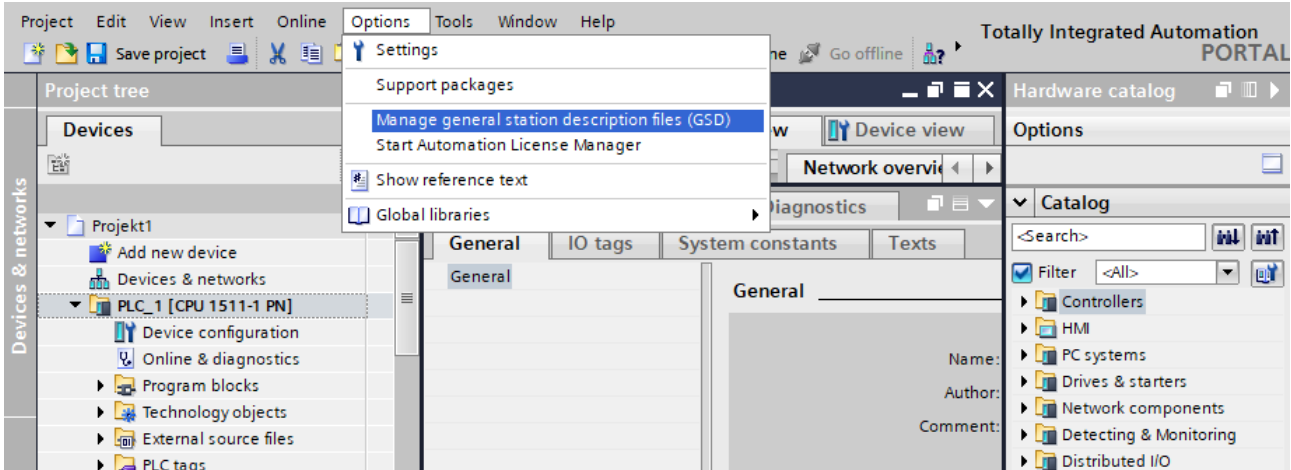 Project Edit View Insert Online Options Tools Window Help
Totally Integrated Automation
PORTAL
Save project
Go offline
Settings
Support packages
Manage general station description files (GSD)
Start Automation License Manager
Show reference text
Global libraries
Project tree
Devices
Devices & networks
Projekt1
Add new device
Devices & networks
PLC_1 [CPU 1511-1 PN]
Device configuration
Online & diagnostics
Program blocks
Technology objects
External source files
PLC tags
Device view
Network overvie
Diagnostics
General IO tags System constants Texts
General
General
Name:
Author:
Comment:
Hardware catalog
Options
Catalog
<Search>
Filter <All>
Controllers
HMI
PC systems
Drives & starters
Network components
Detecting & Monitoring
Distributed I/O